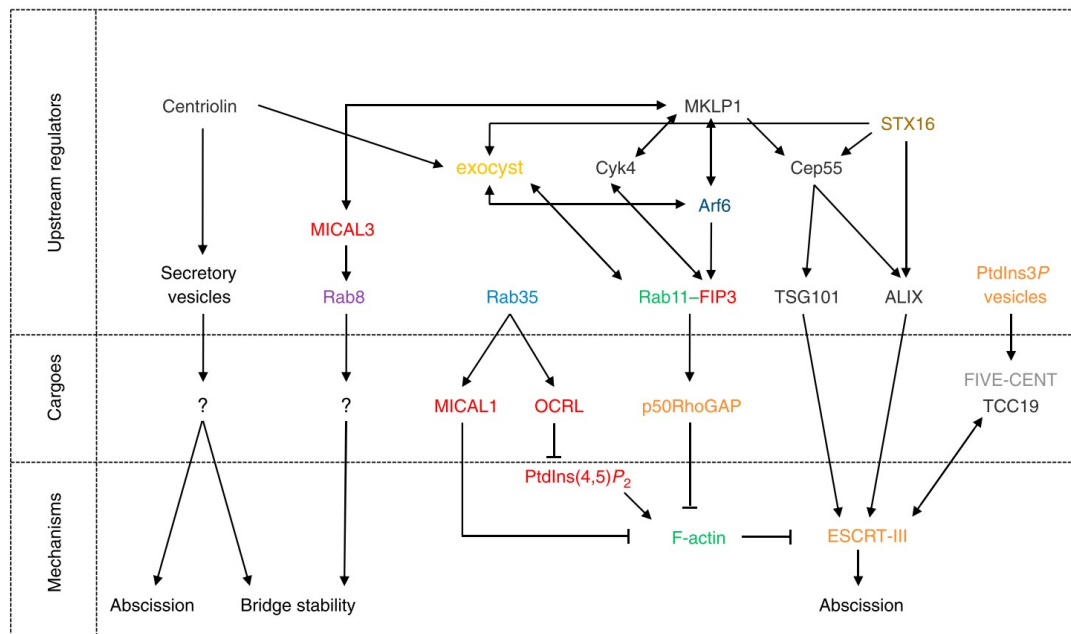 Upstream regulators
Centriolin
MKLP1
STX16
exocyst
Cyk4
Cep55
Arf6
MICAL3
Secretory
vesicles
Rab8
Rab35
Rab11–FIP3
TSG101
ALIX
PtdIns3P
vesicles
Cargoes
?
?
MICAL1
OCRL
p50RhoGAP
FIVE-CENT
TCC19
Mechanisms
PtdIns(4,5)P2
F-actin
ESCRT-III
Abscission
Bridge stability
Abscission